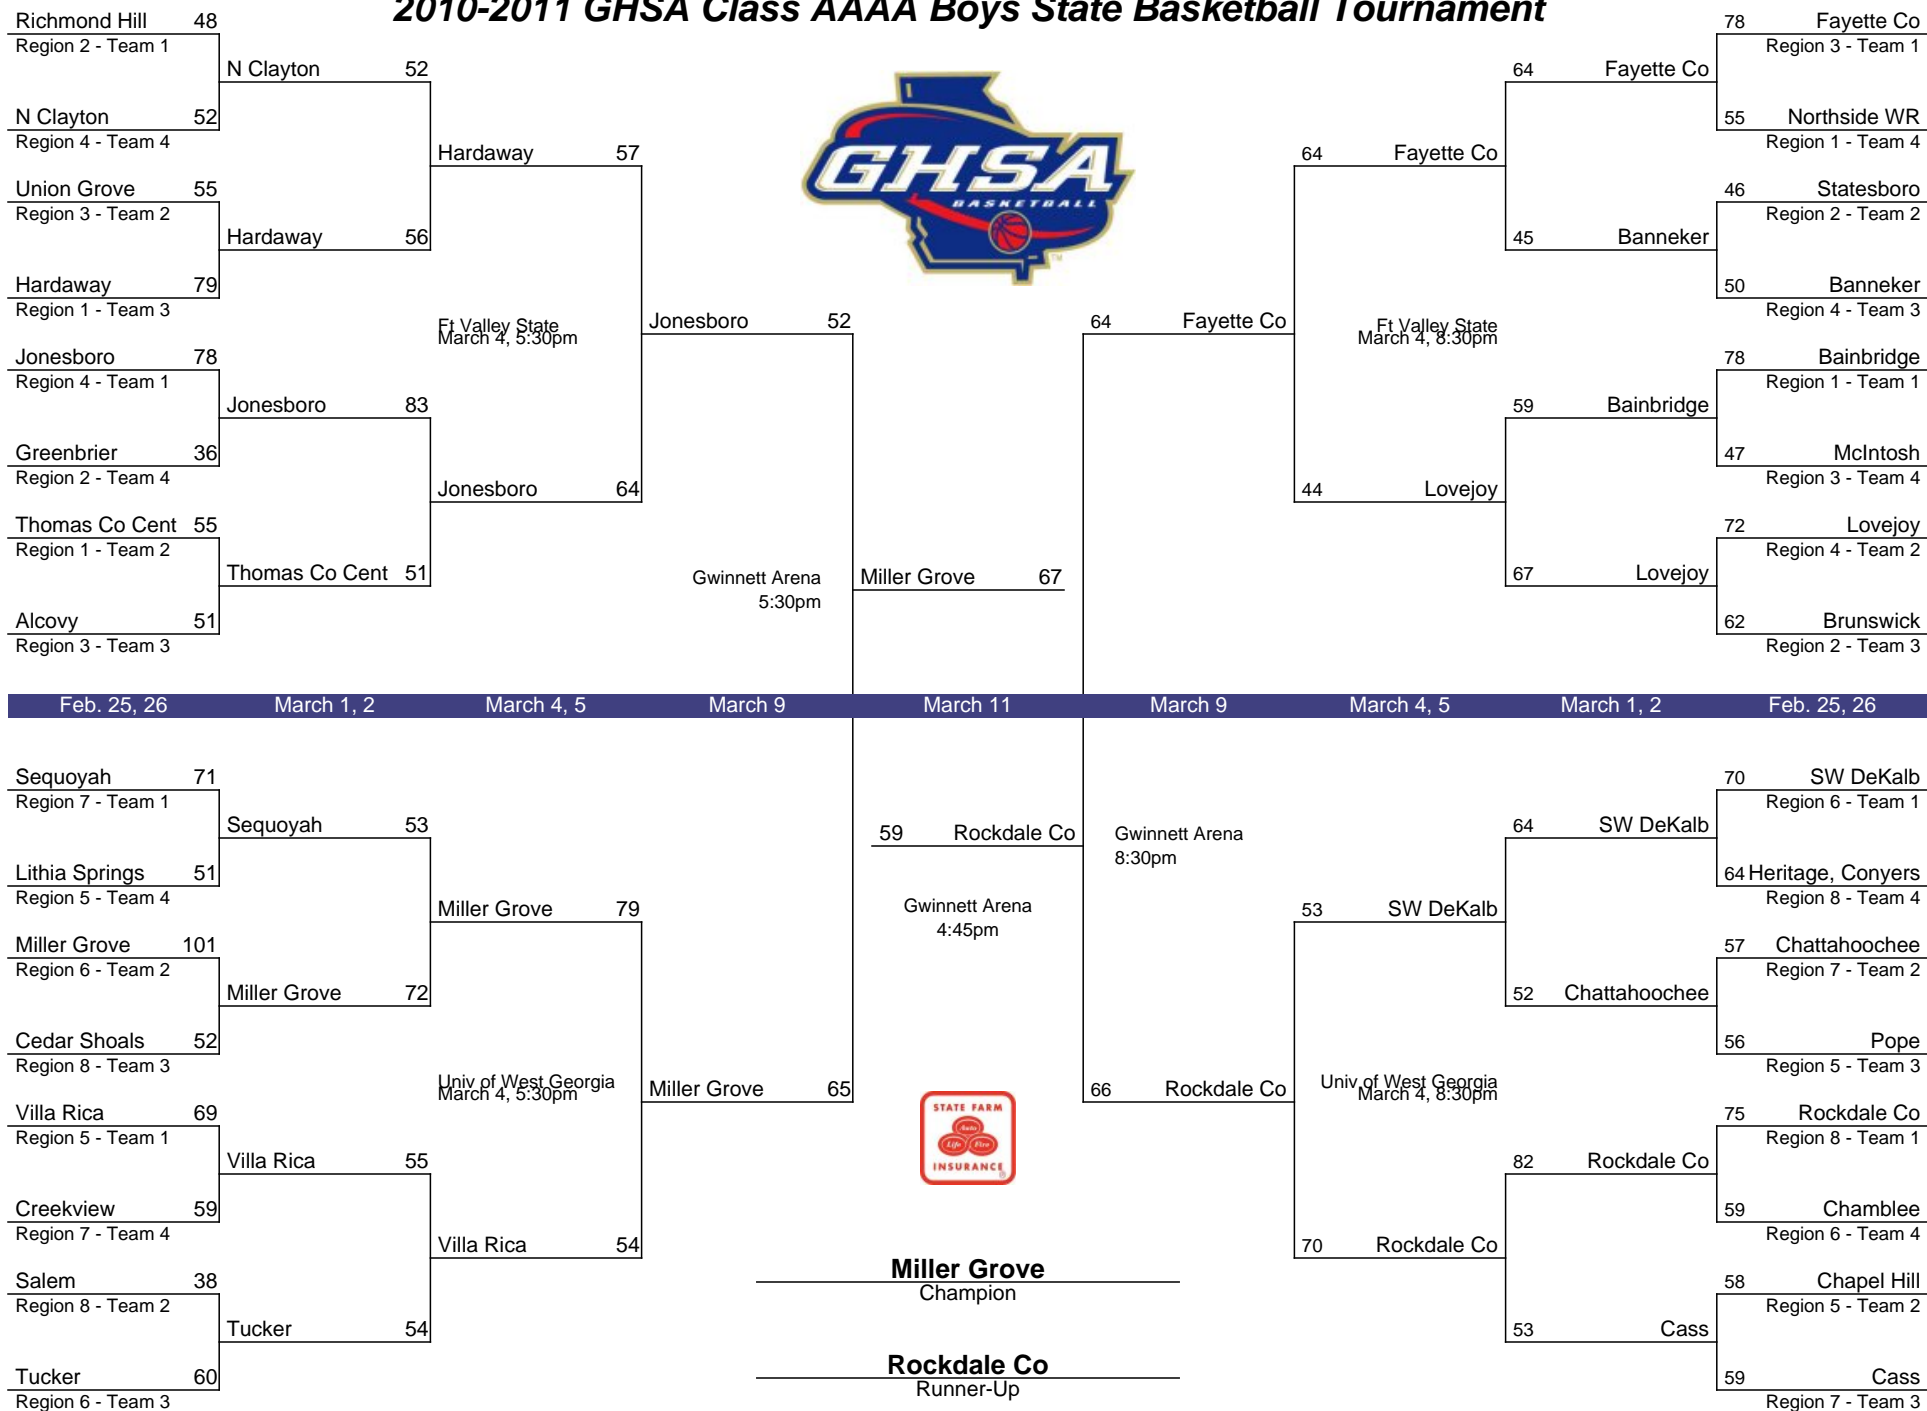 2010-2011 GHSA Class AAAA Boys State Basketball Tournament
Richmond Hill 48
Region 2 - Team 1
N Clayton 52
N Clayton 52
Region 4 - Team 4
Hardaway 57
Union Grove 55
Region 3 - Team 2
Hardaway 56
Hardaway 79
Region 1 - Team 3
Ft Valley State
March 4, 5:30pm
Jonesboro 52
Jonesboro 78
Region 4 - Team 1
Jonesboro 83
Greenbrier 36
Region 2 - Team 4
Jonesboro 64
Thomas Co Cent 55
Region 1 - Team 2
Thomas Co Cent 51
Alcovy 51
Region 3 - Team 3
Gwinnett Arena
5:30pm
Miller Grove 67
GHSA
BASKETBALL
TM
78 Fayette Co
Region 3 - Team 1
64 Fayette Co
55 Northside WR
Region 1 - Team 4
64 Fayette Co
46 Statesboro
Region 2 - Team 2
45 Banneker
50 Banneker
Region 4 - Team 3
64 Fayette Co
Ft Valley State
March 4, 8:30pm
78 Bainbridge
Region 1 - Team 1
59 Bainbridge
47 McIntosh
Region 3 - Team 4
44 Lovejoy
72 Lovejoy
Region 4 - Team 2
67 Lovejoy
62 Brunswick
Region 2 - Team 3
Feb. 25, 26 March 1, 2 March 4, 5 March 9 March 11 March 9 March 4, 5 March 1, 2 Feb. 25, 26
Sequoyah 71
Region 7 - Team 1
Sequoyah 53
Lithia Springs 51
Region 5 - Team 4
Miller Grove 79
Miller Grove 101
Region 6 - Team 2
Miller Grove 72
Cedar Shoals 52
Region 8 - Team 3
Univ of West Georgia
March 4, 5:30pm
Miller Grove 65
Villa Rica 69
Region 5 - Team 1
Villa Rica 55
Creekview 59
Region 7 - Team 4
Villa Rica 54
Salem 38
Region 8 - Team 2
Tucker 54
Tucker 60
Region 6 - Team 3
59 Rockdale Co
Gwinnett Arena
8:30pm
Gwinnett Arena
4:45pm
70 SW DeKalb
Region 6 - Team 1
64 SW DeKalb
64 Heritage, Conyers
Region 8 - Team 4
53 SW DeKalb
57 Chattahoochee
Region 7 - Team 2
52 Chattahoochee
56 Pope
Region 5 - Team 3
66 Rockdale Co
Univ of West Georgia
March 4, 8:30pm
75 Rockdale Co
Region 8 - Team 1
82 Rockdale Co
59 Chamblee
Region 6 - Team 4
70 Rockdale Co
58 Chapel Hill
Region 5 - Team 2
53 Cass
59 Cass
Region 7 - Team 3
STATE FARM
Auto
Life Fire
INSURANCE
®
Miller Grove
Champion
Rockdale Co
Runner-Up